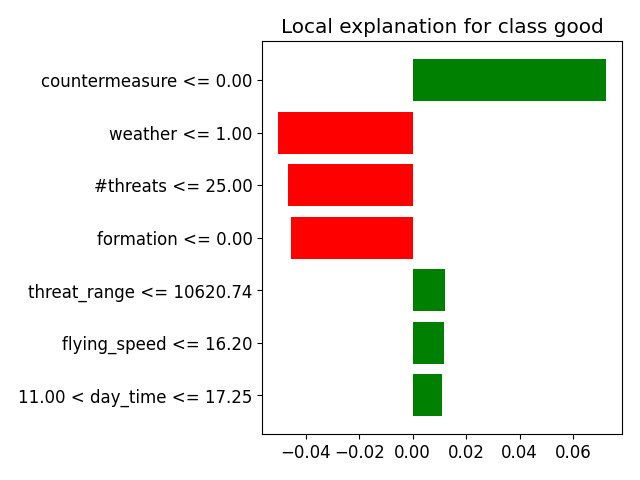 Local explanation for class good
countermeasure <= 0.00
weather <= 1.00
#threats <= 25.00
formation <= 0.00
threat_range <= 10620.74
flying_speed <= 16.20
11.00 < day_time <= 17.25
−0.04 −0.02 0.00 0.02 0.04 0.06